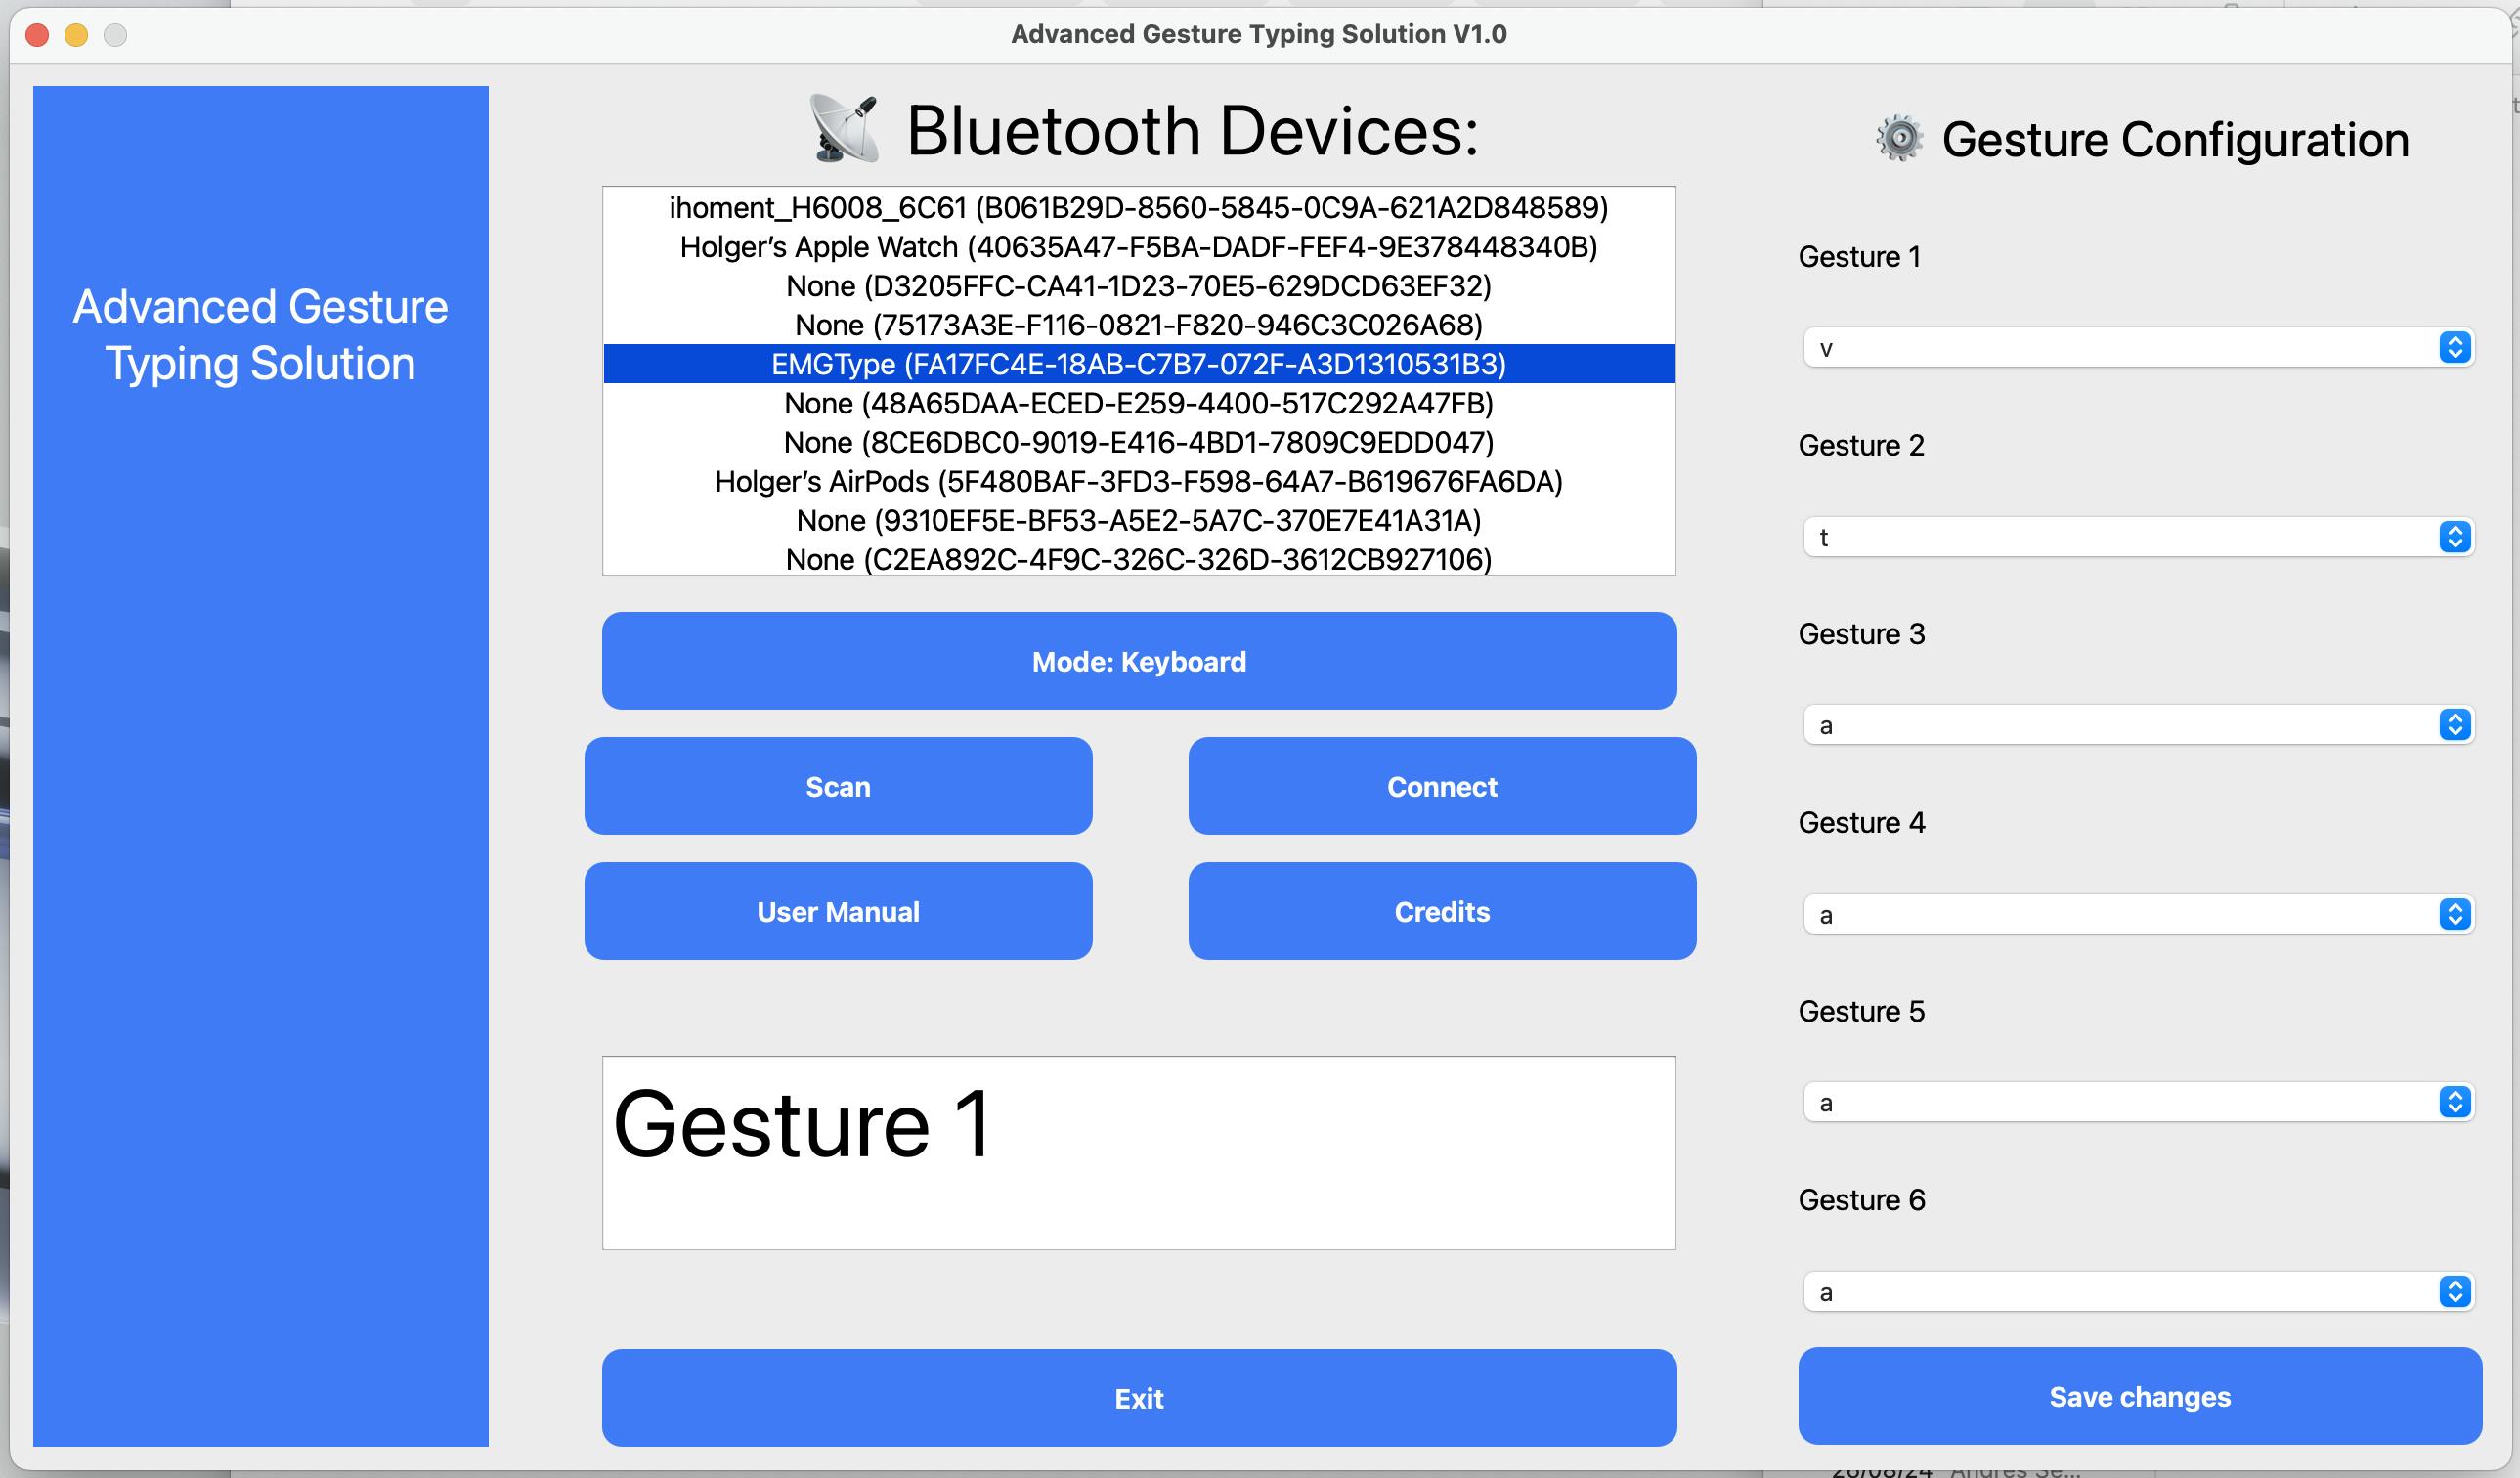 Advanced Gesture Typing Solution V1.0
Advanced Gesture
Typing Solution
Bluetooth Devices:
ihoment_H6008_6C61 (B061B29D-8560-5845-0C9A-621A2D848589)
Holger’s Apple Watch (40635A47-F5BA-DADF-FEF4-9E378448340B)
None (D3205FFC-CA41-1D23-70E5-629DCD63EF32)
None (75173A3E-F116-0821-F820-946C3C026A68)
EMGType (FA17FC4E-18AB-C7B7-072F-A3D1310531B3)
None (48A65DAA-ECED-E259-4400-517C292A47FB)
None (8CE6DBC0-9019-E416-4BD1-7809C9EDD047)
Holger’s AirPods (5F480BAF-3FD3-F598-64A7-B619676FA6DA)
None (9310EF5E-BF53-A5E2-5A7C-370E7E41A31A)
None (C2EA892C-4F9C-326C-326D-3612CB927106)
Mode: Keyboard
Scan
Connect
User Manual
Credits
Gesture 1
Exit
Gesture Configuration
Gesture 1
v
Gesture 2
t
Gesture 3
a
Gesture 4
a
Gesture 5
a
Gesture 6
a
Save changes